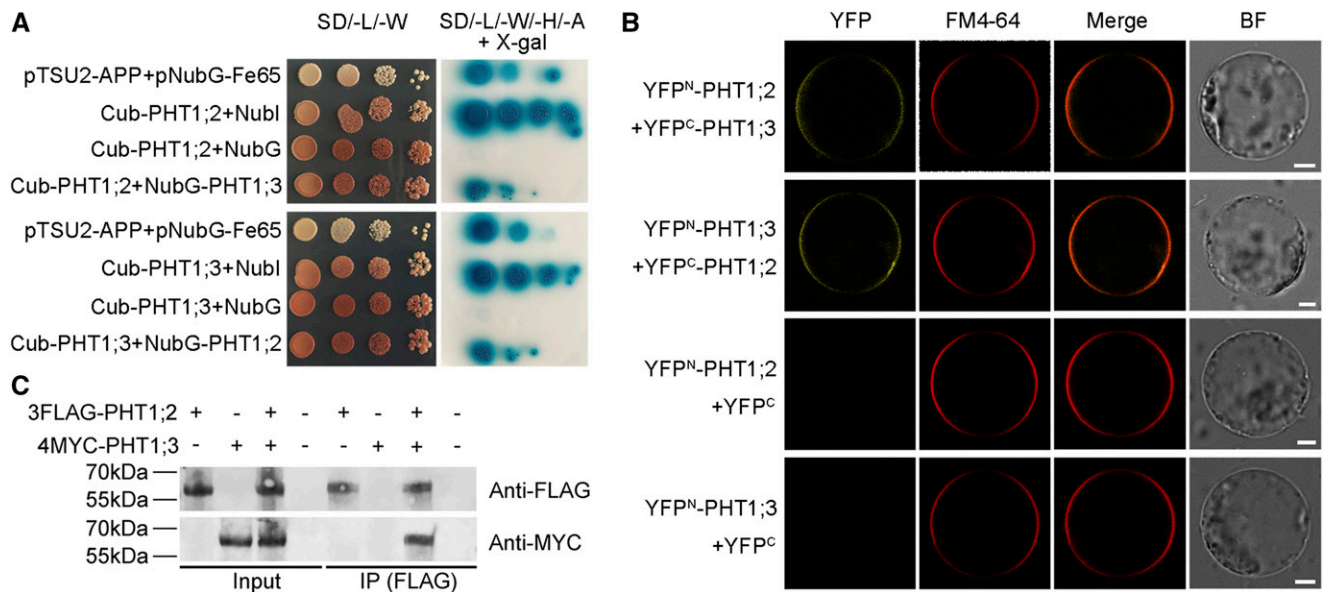 A
SD/-L/-W
SD/-L/-W/-H/-A
+ X-gal
pTSU2-APP+pNubG-Fe65
Cub-PHT1;2+NubI
Cub-PHT1;2+NubG
Cub-PHT1;2+NubG-PHT1;3
pTSU2-APP+pNubG-Fe65
Cub-PHT1;3+NubI
Cub-PHT1;3+NubG
Cub-PHT1;3+NubG-PHT1;2
B
YFP FM4-64 Merge BF
YFPᴺ-PHT1;2
+YFPᶜ-PHT1;3
YFPᴺ-PHT1;3
+YFPᶜ-PHT1;2
YFPᴺ-PHT1;2
+YFPᶜ
YFPᴺ-PHT1;3
+YFPᶜ
C
3FLAG-PHT1;2 + - + - + - + -
4MYC-PHT1;3 - + + - - + + -
70kDa
55kDa
Anti-FLAG
70kDa
55kDa
Anti-MYC
Input IP (FLAG)